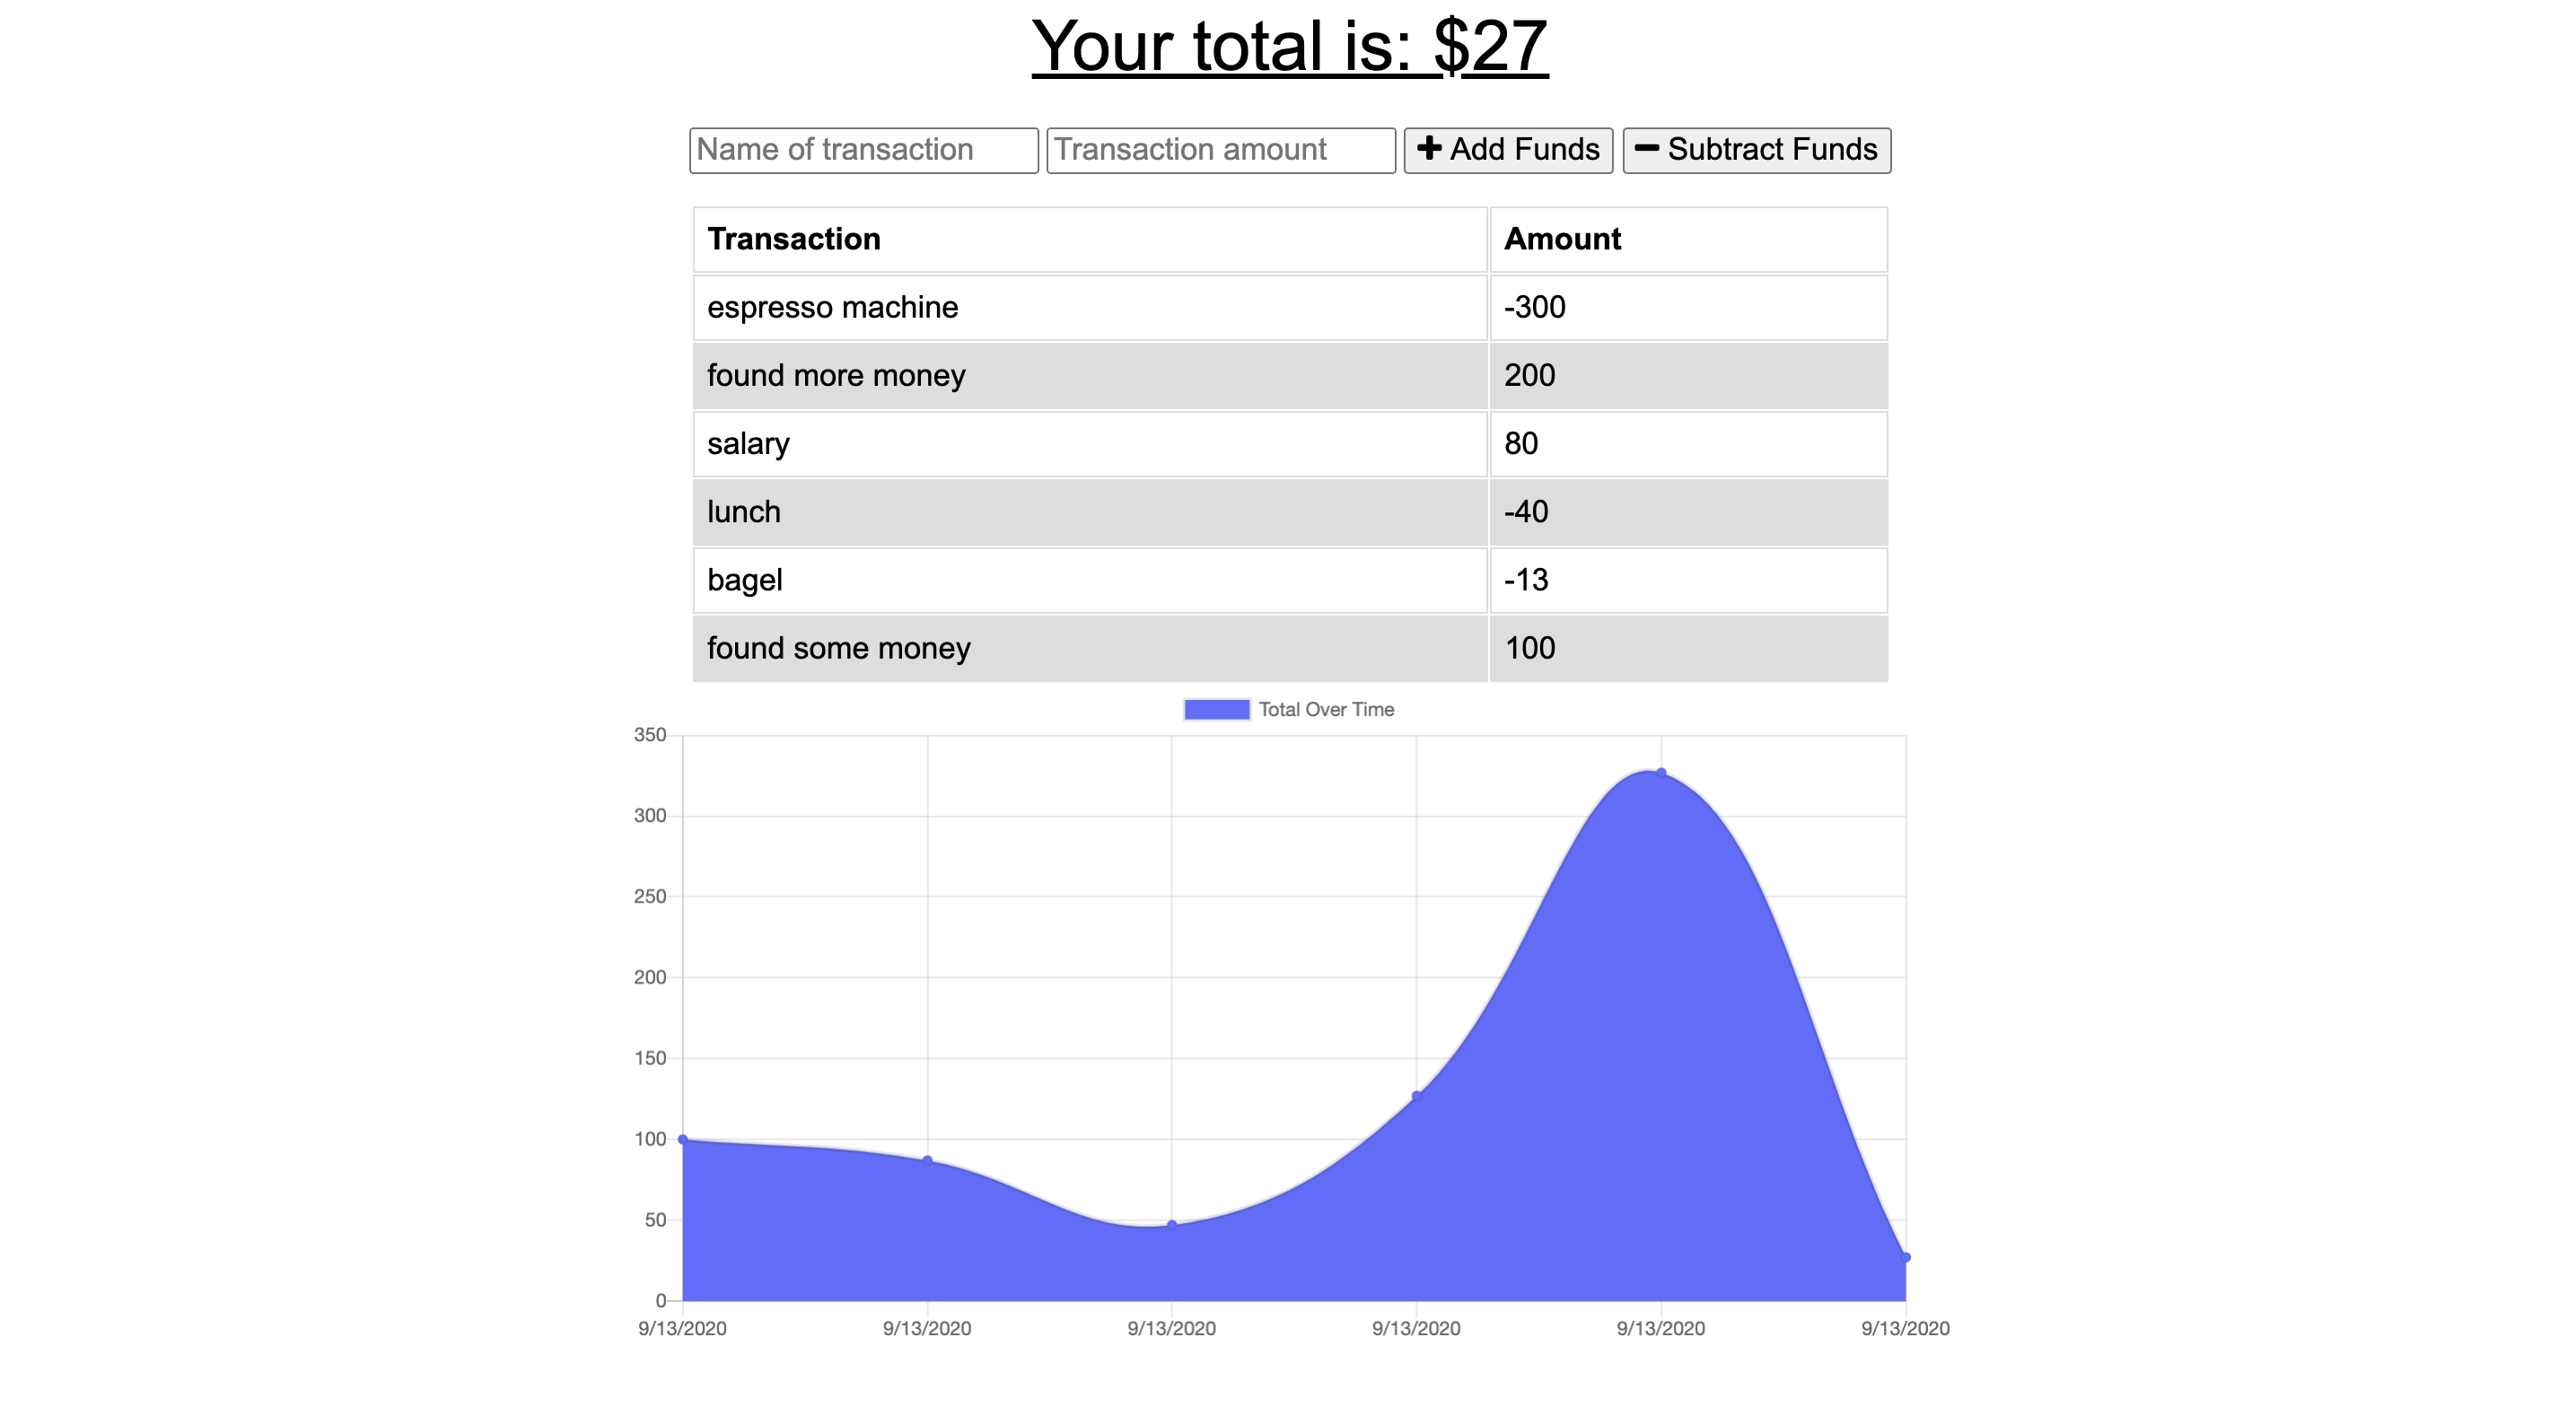 Your total is: $27
Name of transaction Transaction amount Add Funds Subtract Funds
Transaction Amount
espresso machine -300
found more money 200
salary 80
lunch -40
bagel -13
found some money 100
Total Over Time
350
300
250
200
150
100
50
0
9/13/2020 9/13/2020 9/13/2020 9/13/2020 9/13/2020 9/13/2020